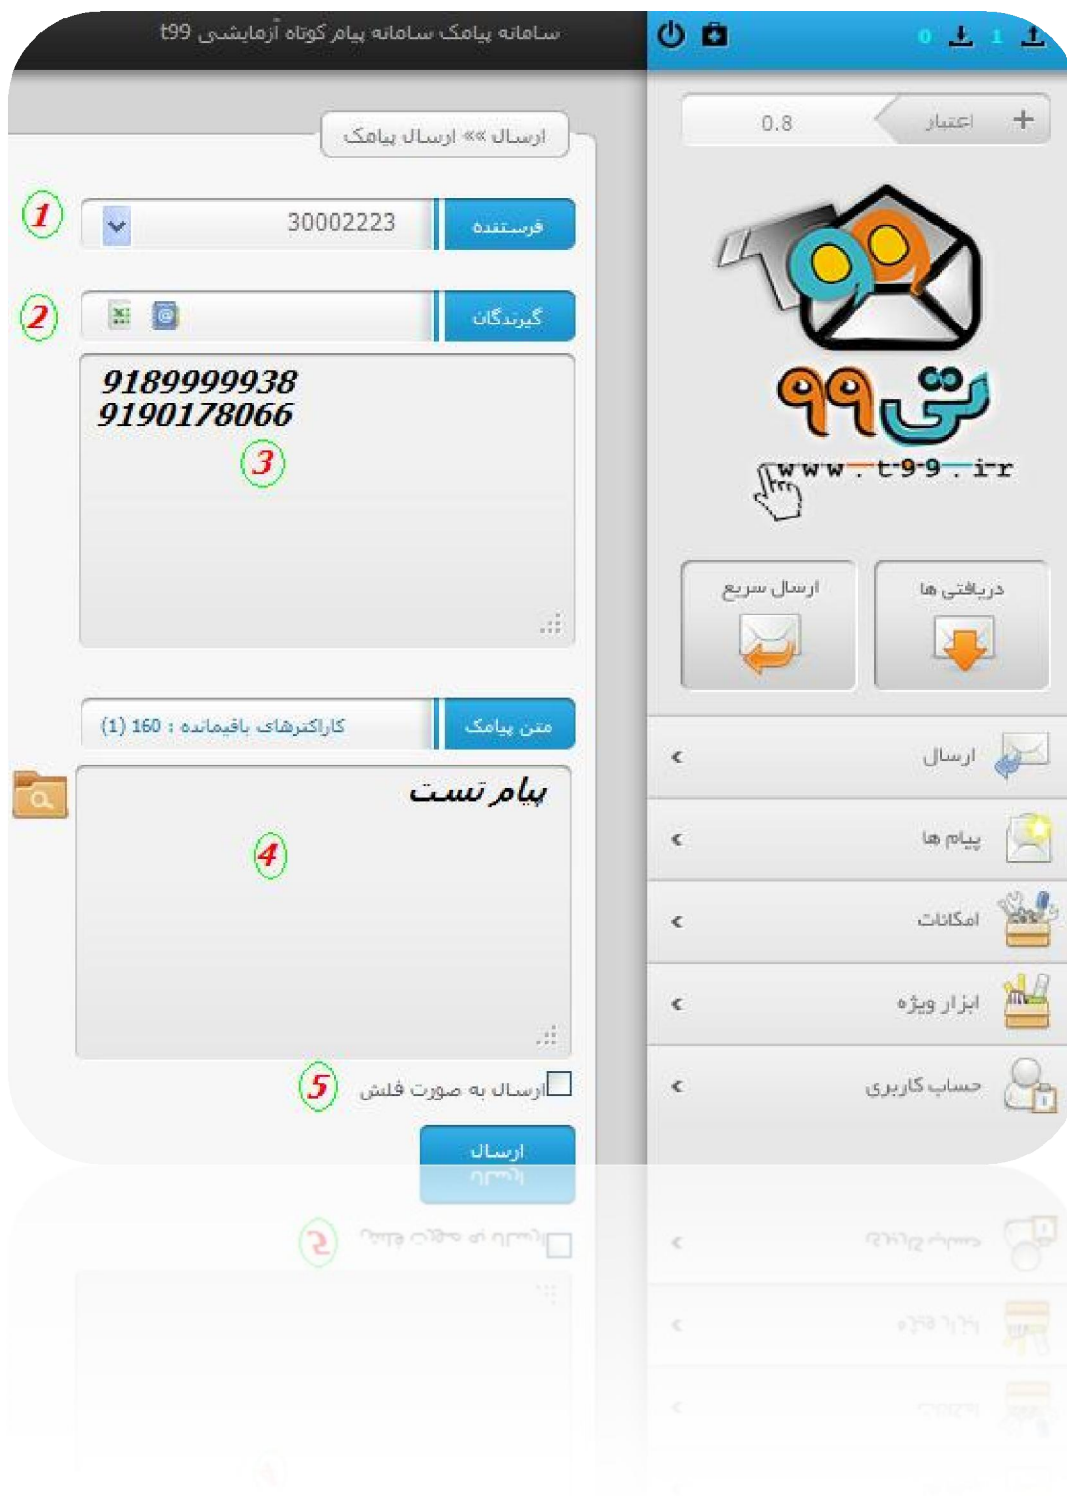 سامانه پیامک سامانه پیام کوتاه آزمایشی t99
0 1
اعتبار 0.8
تی ۹۹
www.t-9-9.i-r
دریافتی ها
ارسال سریع
ارسال
پیام ها
امکانات
ابزار ویژه
حساب کاربری
ارسال »» ارسال پیامک
فرستنده 30002223
1
گیرندگان
2
9189999938
9190178066
3
متن پیامک کاراکترهای باقیمانده : 160 (1)
پیام تست
4
ارسال به صورت فلش
5
ارسال